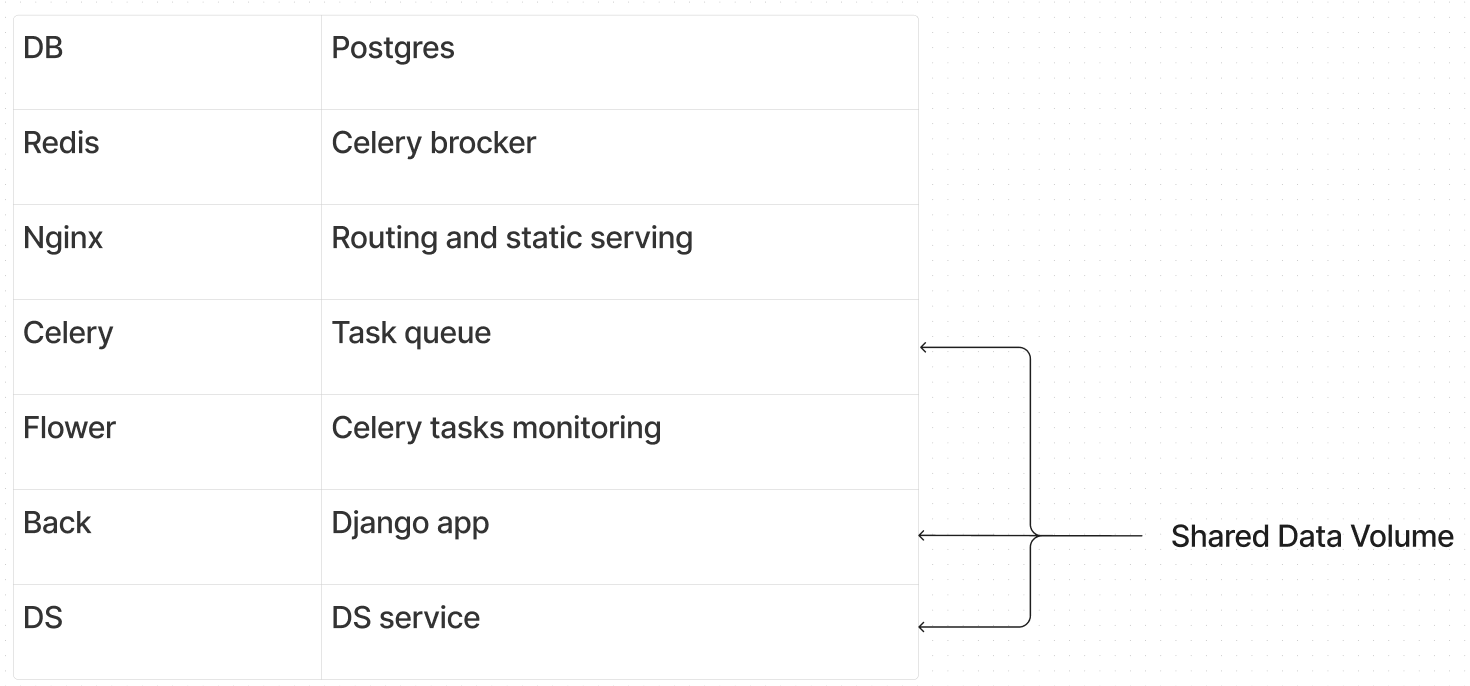 DB Postgres
Redis Celery brocker
Nginx Routing and static serving
Celery Task queue
Flower Celery tasks monitoring
Back Django app
Shared Data Volume
DS DS service